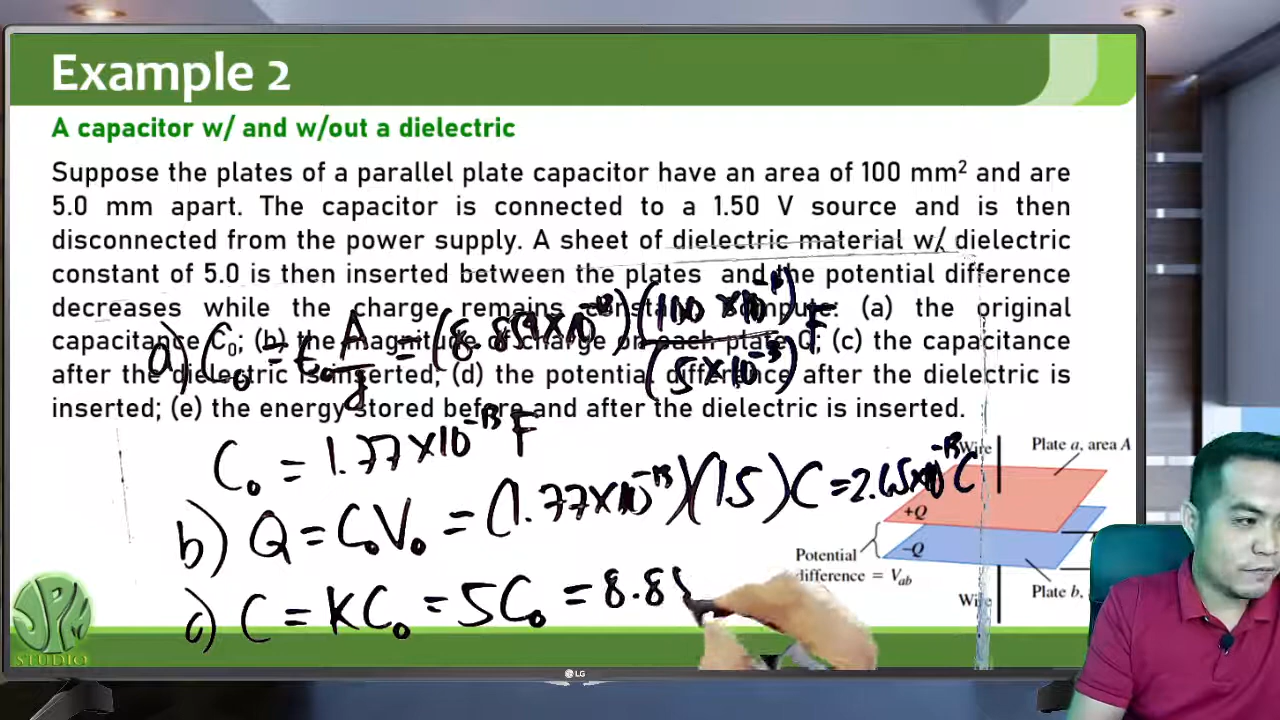 Example 2
A capacitor w/ and w/out a dielectric
Suppose the plates of a parallel plate capacitor have an area of 100 mm² and are
5.0 mm apart. The capacitor is connected to a 1.50 V source and is then
disconnected from the power supply. A sheet of dielectric material w/ dielectric
constant of 5.0 is then inserted between the plates and the potential difference
decreases while the charge remains constant. Compute: (a) the original
capacitance C₀; (b) the magnitude of charge on each plate Q; (c) the capacitance
after the dielectric is inserted; (d) the potential difference after the dielectric is
inserted; (e) the energy stored before and after the dielectric is inserted.
a) C₀ = ε₀ A/d = (8.854×10⁻¹²) (100 ×10⁻⁶)/(5×10⁻³) F
C₀ = 1.77×10⁻¹³ F
b) Q = C₀V₀ = (1.77×10⁻¹³)(1.5) C = 2.65×10⁻¹³ C
c) C = KC₀ = 5C₀ = 8.8
Wire
Plate a, area A
+Q
−Q
Potential
difference = Vab
Wire
Plate b,
JPM
STUDIO
LG